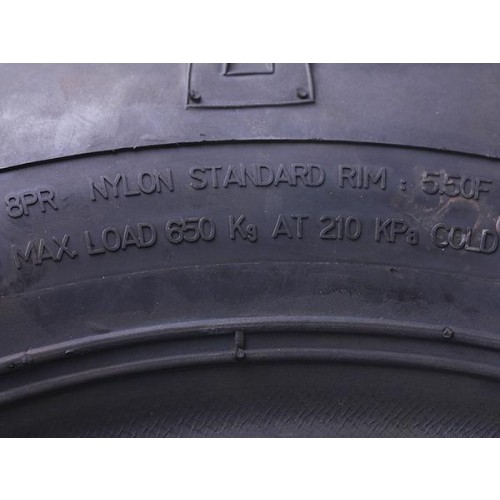 8PR NYLON STANDARD RIM : 5.50F
MAX. LOAD 650 Kg AT 210 KPa COLD